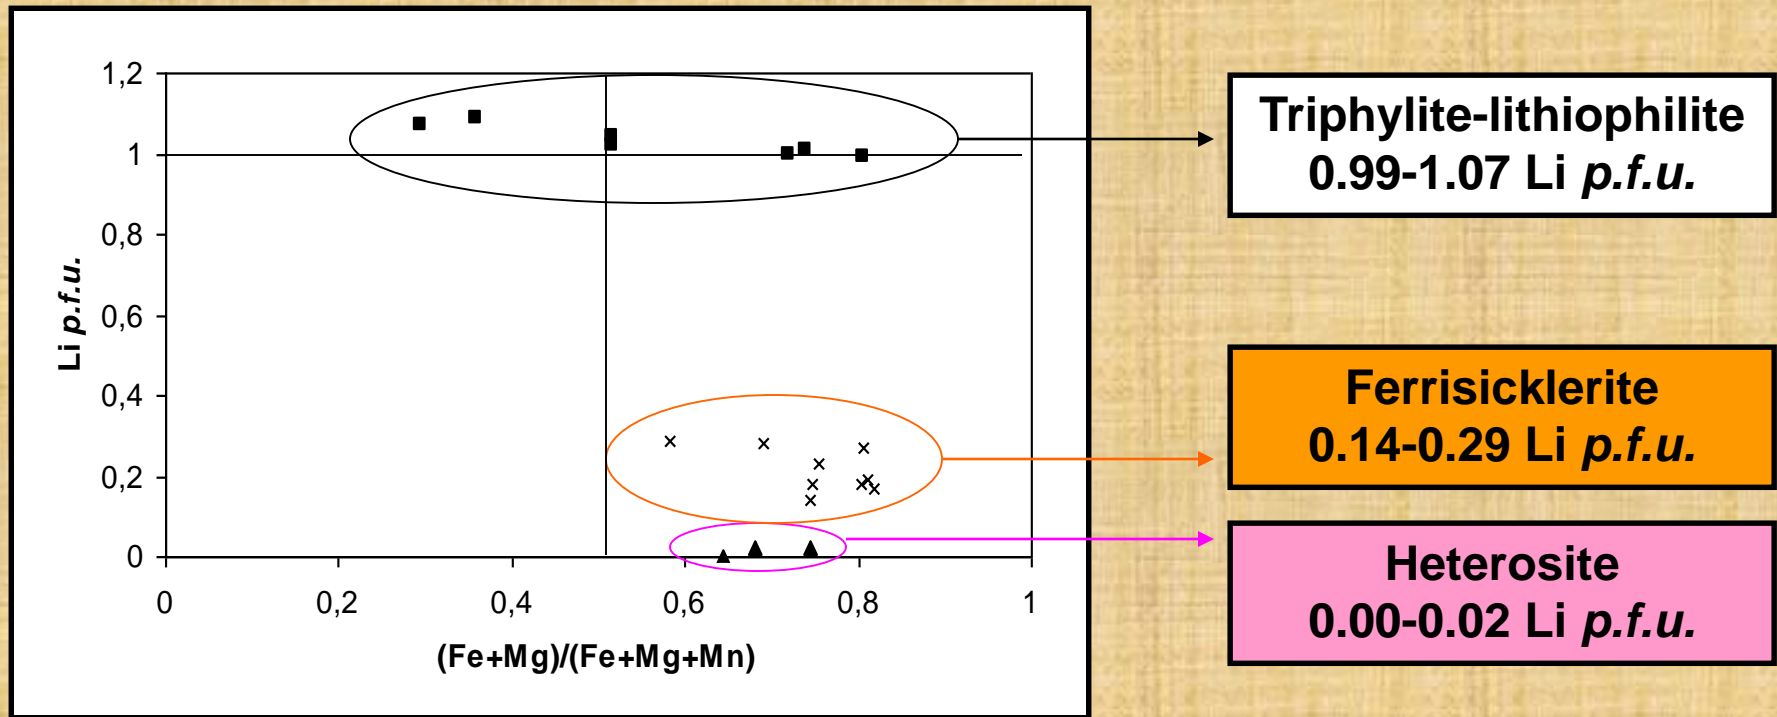 1,2
1
0,8
0,6
0,4
0,2
0
Li p.f.u.
0
0,2
0,4
0,6
0,8
1
(Fe+Mg)/(Fe+Mg+Mn)
Triphylite-lithiophilite
0.99-1.07 Li p.f.u.
Ferrisicklerite
0.14-0.29 Li p.f.u.
Heterosite
0.00-0.02 Li p.f.u.